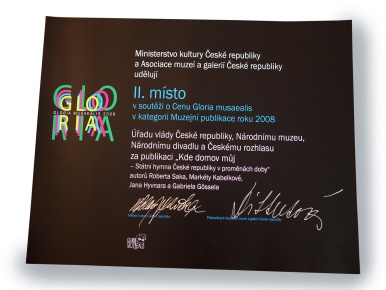 Ministerstvo kultury České republiky
a Asociace muzeí a galerií České republiky
udělují
II. místo
v soutěži o Cenu Gloria musaealis
v kategorii Muzejní publikace roku 2008
GLO
GLORIA MUSAEALIS 2008
RIA
Úřadu vlády České republiky, Národnímu muzeu,
Národnímu divadlu a Českému rozhlasu
za publikaci „Kde domov můj
– Státní hymna České republiky v proměnách doby“
autorů Roberta Saka, Markéty Kabelkové,
Jana Hyvnara a Gabriela Gössela